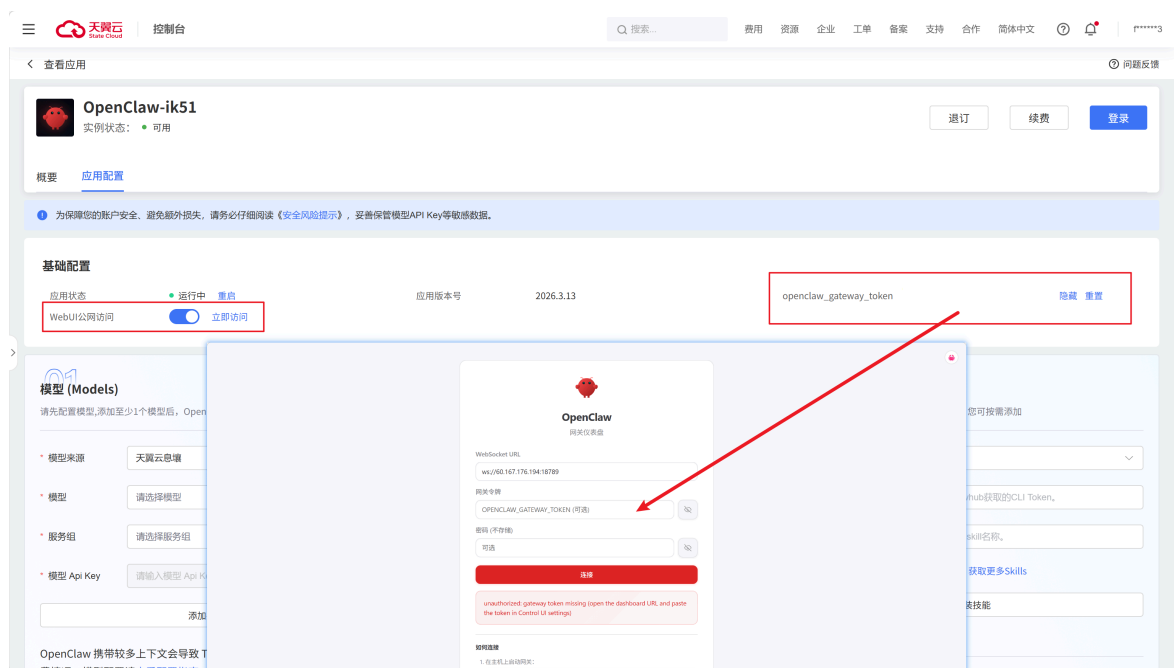 天翼云
State Cloud
控制台
搜索...
费用 资源 企业 工单 备案 支持 合作 简体中文
f******3
查看应用
问题反馈
OpenClaw-ik51
实例状态： 可用
退订 续费 登录
概要 应用配置
为保障您的账户安全、避免额外损失，请务必仔细阅读《安全风险提示》，妥善保管模型API Key等敏感数据。
基础配置
应用状态 运行中 重启 应用版本号 2026.3.13 openclaw_gateway_token 隐藏 重置
WebUI公网访问 立即访问
01
模型 (Models)
请先配置模型,添加至少1个模型后，Open
您可按需添加
OpenClaw
网关仪表盘
WebSocket URL
ws://60.167.176.194:18789
网关令牌
OPENCLAW_GATEWAY_TOKEN (可选)
密码 (不存储)
可选
连接
unauthorized: gateway token missing (open the dashboard URL and paste
the token in Control UI settings)
如何连接
1. 在主机上启动网关：
* 模型来源 天翼云息壤
* 模型 请选择模型
hub获取的CLI Token。
* 服务组 请选择服务组
skill名称。
* 模型 Api Key 请输入模型 Api K
获取更多Skills
添加
装技能
OpenClaw 携带较多上下文会导致 T